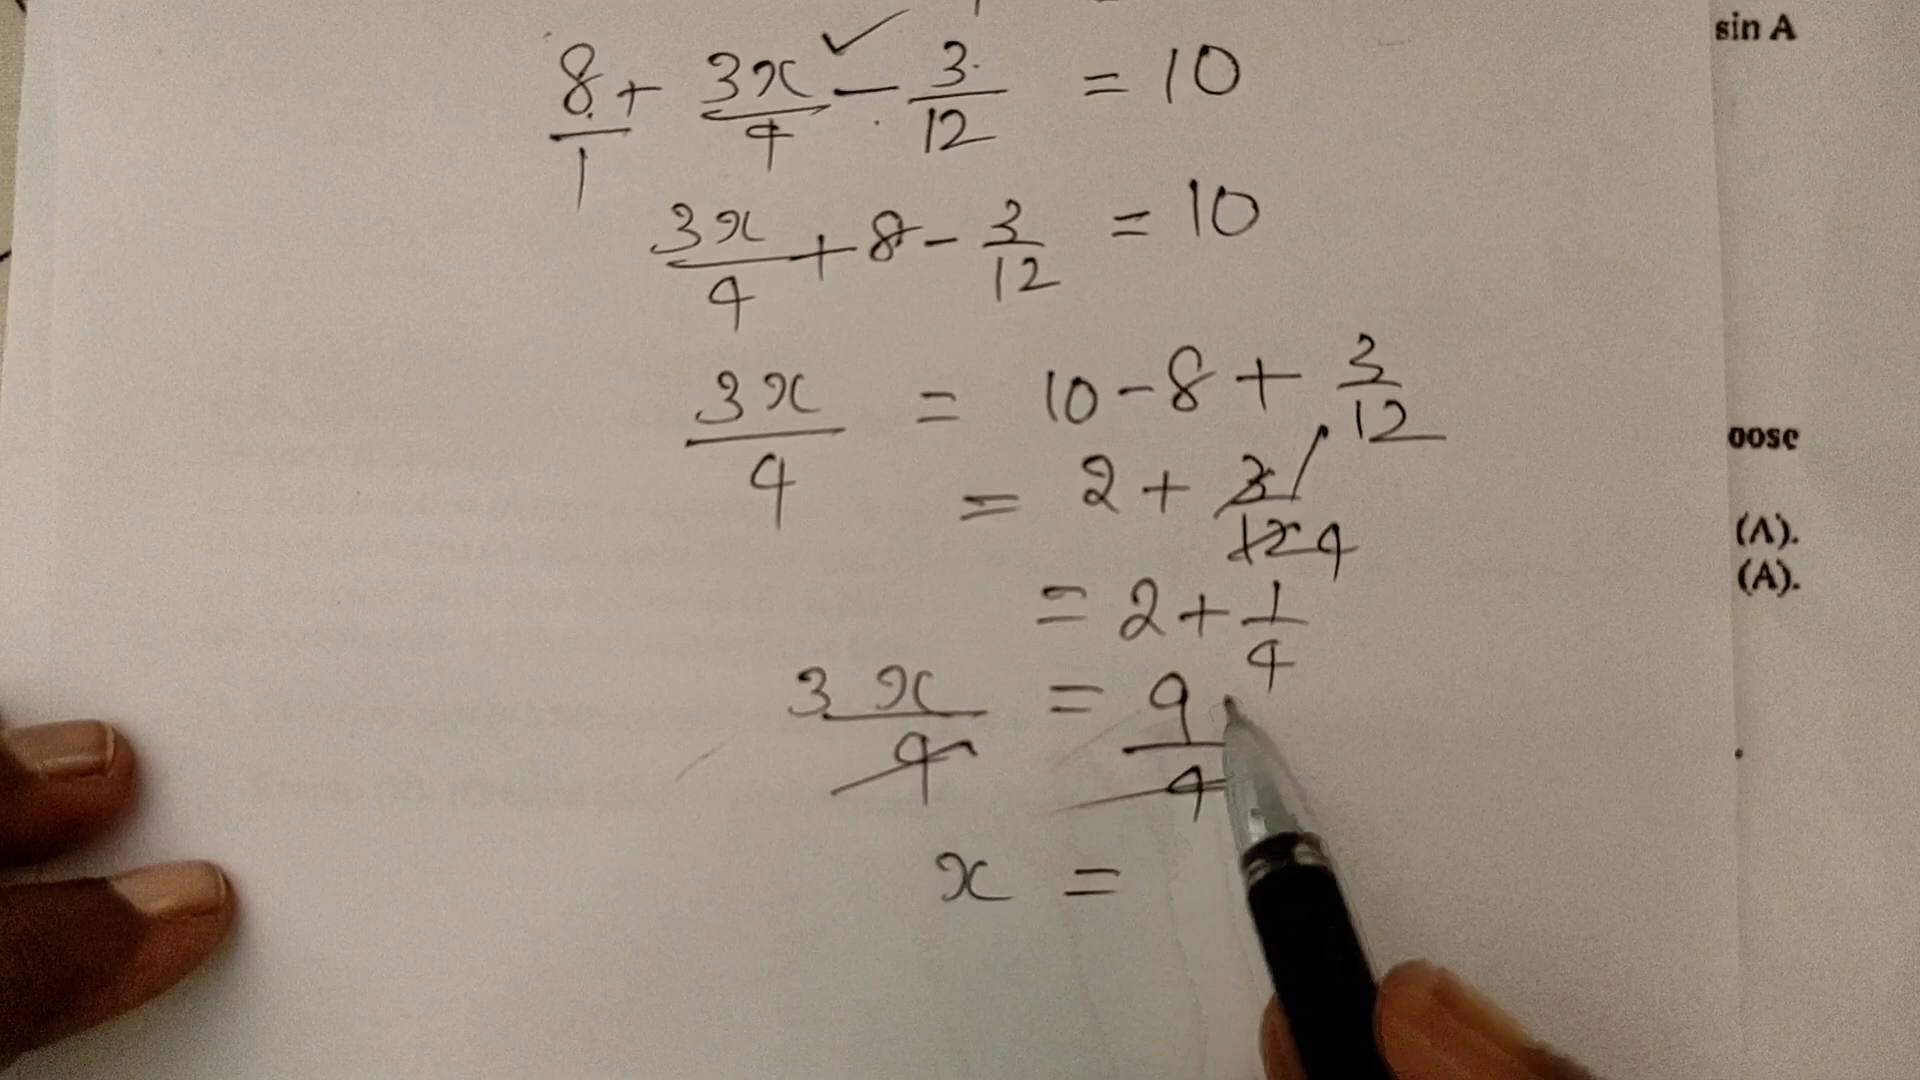 8/1 + 3x/4 - 3/12 = 10
3x/4 + 8 - 3/12 = 10
3x/4 = 10 - 8 + 3/12
= 2 + 3/12 4
= 2 + 1/4
3x/4 = 9/4
x =
sin A
oose
(A).
(A).